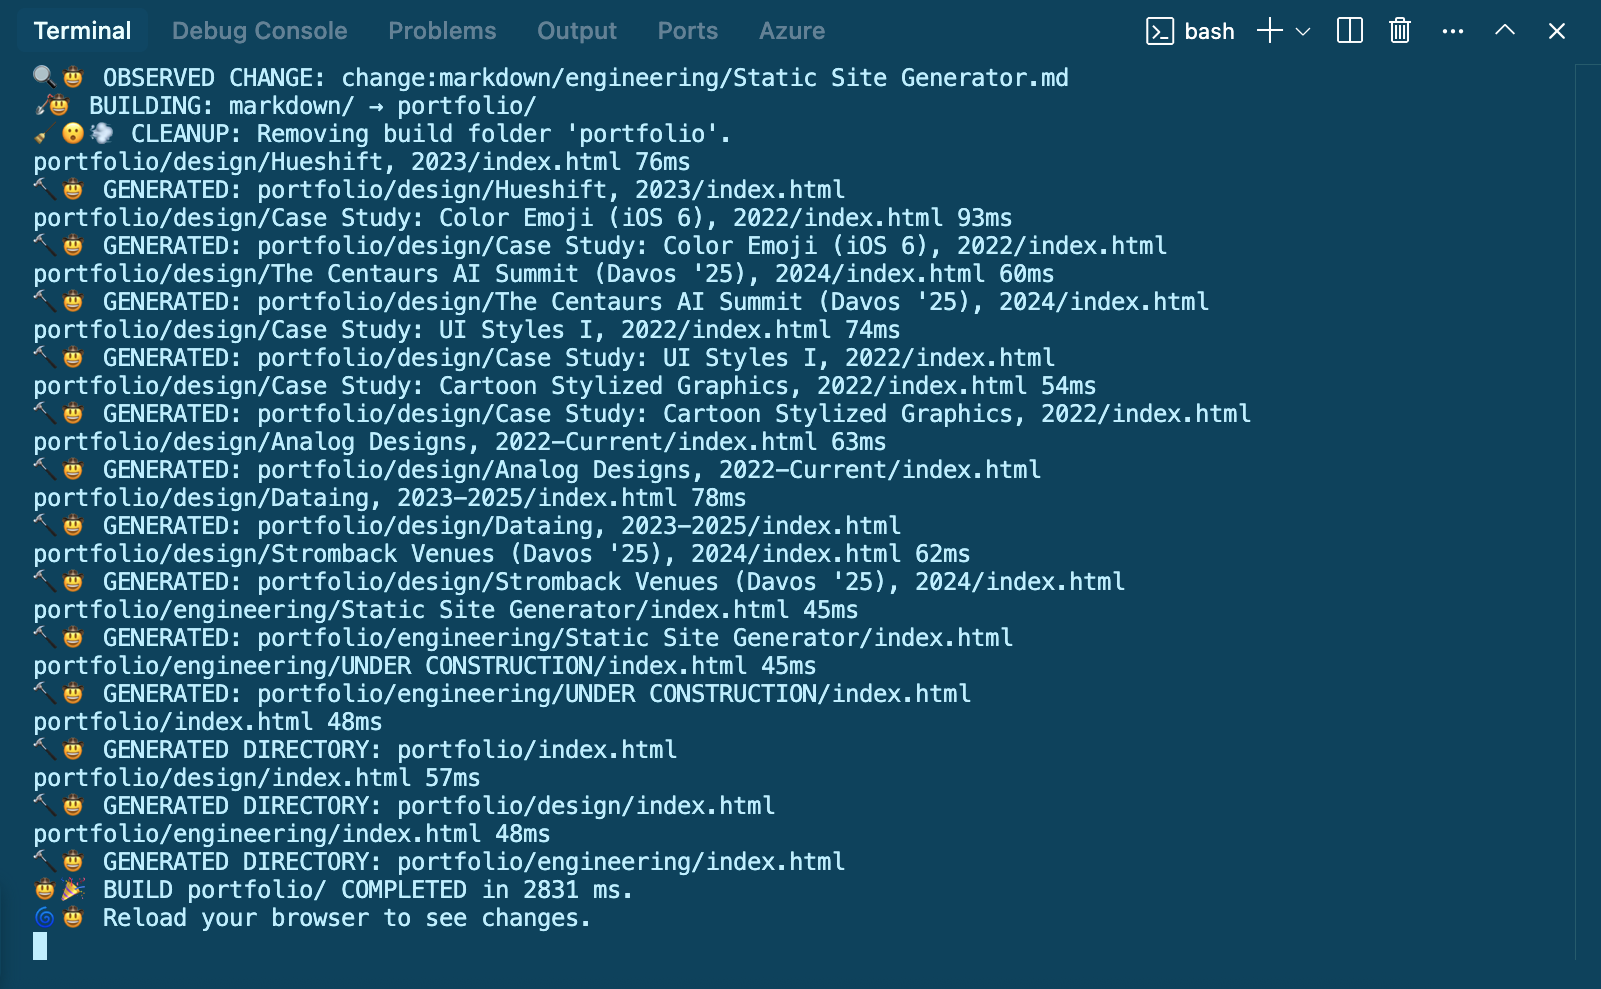 Terminal Debug Console Problems Output Ports Azure bash
🔍🤠 OBSERVED CHANGE: change:markdown/engineering/Static Site Generator.md
🪏🤠 BUILDING: markdown/ → portfolio/
🧹😮💨 CLEANUP: Removing build folder 'portfolio'.
portfolio/design/Hueshift, 2023/index.html 76ms
🔨🤠 GENERATED: portfolio/design/Hueshift, 2023/index.html
portfolio/design/Case Study: Color Emoji (iOS 6), 2022/index.html 93ms
🔨🤠 GENERATED: portfolio/design/Case Study: Color Emoji (iOS 6), 2022/index.html
portfolio/design/The Centaurs AI Summit (Davos '25), 2024/index.html 60ms
🔨🤠 GENERATED: portfolio/design/The Centaurs AI Summit (Davos '25), 2024/index.html
portfolio/design/Case Study: UI Styles I, 2022/index.html 74ms
🔨🤠 GENERATED: portfolio/design/Case Study: UI Styles I, 2022/index.html
portfolio/design/Case Study: Cartoon Stylized Graphics, 2022/index.html 54ms
🔨🤠 GENERATED: portfolio/design/Case Study: Cartoon Stylized Graphics, 2022/index.html
portfolio/design/Analog Designs, 2022–Current/index.html 63ms
🔨🤠 GENERATED: portfolio/design/Analog Designs, 2022–Current/index.html
portfolio/design/Dataing, 2023–2025/index.html 78ms
🔨🤠 GENERATED: portfolio/design/Dataing, 2023–2025/index.html
portfolio/design/Stromback Venues (Davos '25), 2024/index.html 62ms
🔨🤠 GENERATED: portfolio/design/Stromback Venues (Davos '25), 2024/index.html
portfolio/engineering/Static Site Generator/index.html 45ms
🔨🤠 GENERATED: portfolio/engineering/Static Site Generator/index.html
portfolio/engineering/UNDER CONSTRUCTION/index.html 45ms
🔨🤠 GENERATED: portfolio/engineering/UNDER CONSTRUCTION/index.html
portfolio/index.html 48ms
🔨🤠 GENERATED DIRECTORY: portfolio/index.html
portfolio/design/index.html 57ms
🔨🤠 GENERATED DIRECTORY: portfolio/design/index.html
portfolio/engineering/index.html 48ms
🔨🤠 GENERATED DIRECTORY: portfolio/engineering/index.html
🤠🎉 BUILD portfolio/ COMPLETED in 2831 ms.
🌀🤠 Reload your browser to see changes.